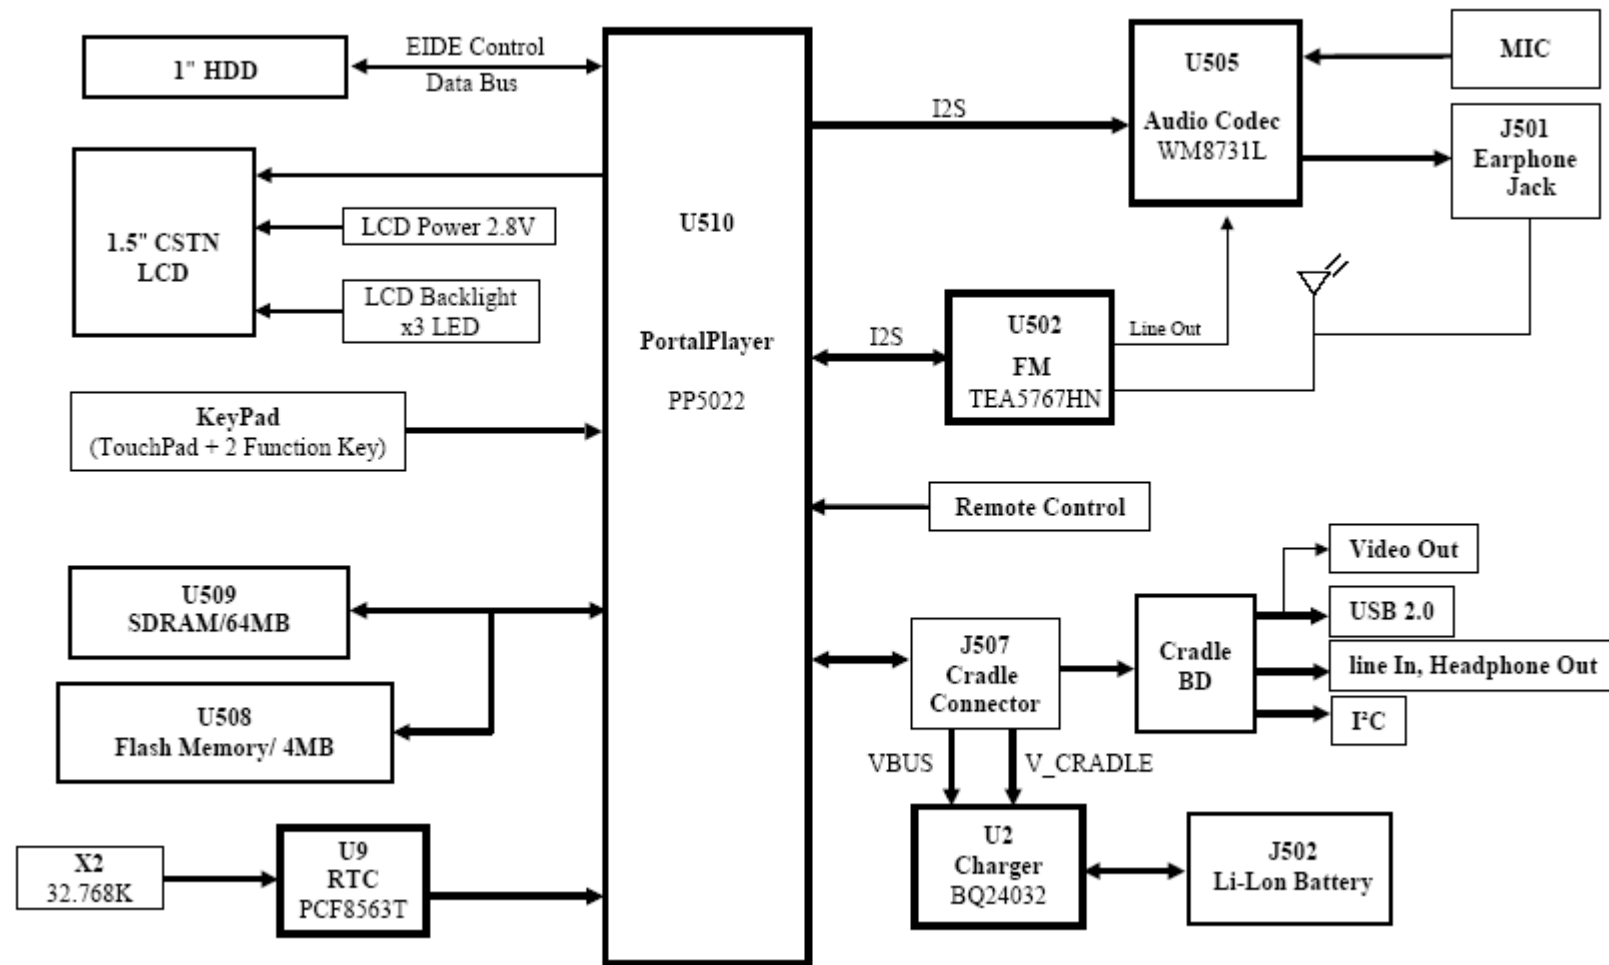 1" HDD
EIDE Control
Data Bus
1.5" CSTN
LCD
LCD Power 2.8V
LCD Backlight
x3 LED
KeyPad
(TouchPad + 2 Function Key)
U509
SDRAM/64MB
U508
Flash Memory/ 4MB
X2
32.768K
U9
RTC
PCF8563T
U510
PortalPlayer
PP5022
I2S
U505
Audio Codec
WM8731L
MIC
J501
Earphone
Jack
I2S
U502
FM
TEA5767HN
Line Out
Remote Control
J507
Cradle
Connector
Cradle
BD
Video Out
USB 2.0
line In, Headphone Out
I²C
VBUS
V_CRADLE
U2
Charger
BQ24032
J502
Li-Lon Battery